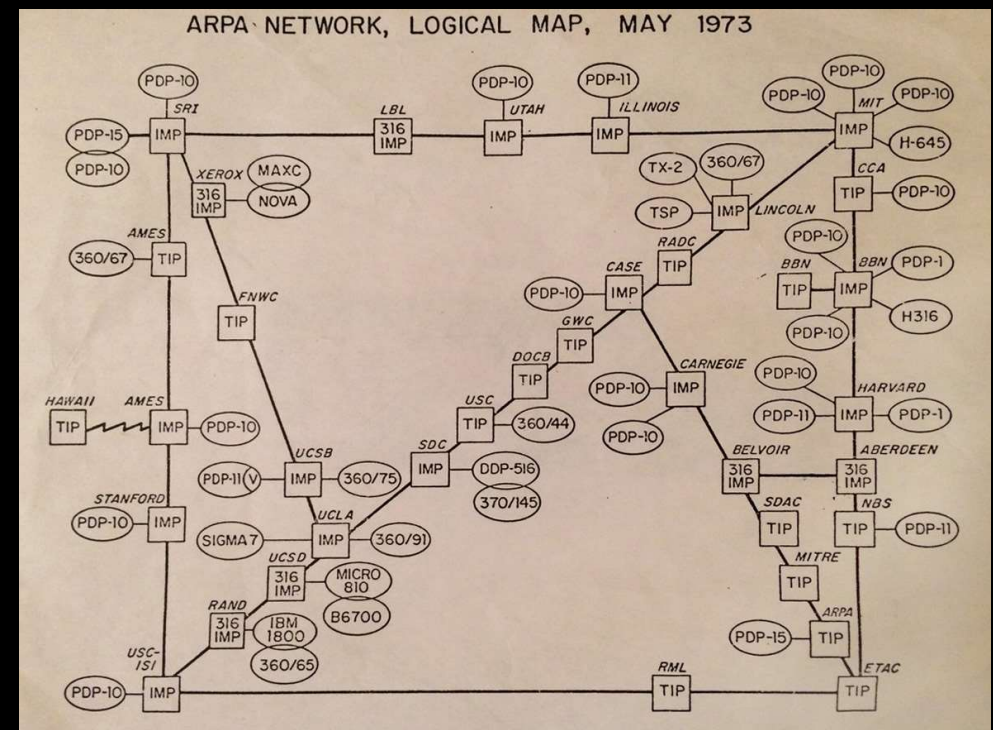 ARPA NETWORK, LOGICAL MAP, MAY 1973
PDP-10
SRI
IMP
PDP-15
PDP-10
LBL
316
IMP
PDP-10
UTAH
IMP
PDP-11
ILLINOIS
IMP
PDP-10
PDP-10
PDP-10
MIT
IMP
H-645
XEROX
316
IMP
MAXC
NOVA
TX-2
360/67
TSP
IMP
LINCOLN
CCA
TIP
PDP-10
AMES
360/67
TIP
RADC
TIP
PDP-10
BBN
TIP
BBN
IMP
PDP-1
H316
PDP-10
CASE
PDP-10
IMP
FNWC
TIP
GWC
TIP
DOCB
TIP
CARNEGIE
PDP-10
IMP
PDP-10
PDP-10
HARVARD
PDP-11
IMP
PDP-1
HAWAII
TIP
AMES
IMP
PDP-10
USC
TIP
360/44
SDC
IMP
DDP-516
370/145
UCSB
PDP-11 V
IMP
360/75
BELVOIR
316
IMP
ABERDEEN
316
IMP
STANFORD
PDP-10
IMP
UCLA
SIGMA 7
IMP
360/91
SDAC
TIP
NBS
TIP
PDP-11
UCSD
316
IMP
MICRO
810
B6700
MITRE
TIP
RAND
316
IMP
IBM
1800
360/65
ARPA
PDP-15
TIP
USC-
ISI
PDP-10
IMP
RML
TIP
ETAC
TIP